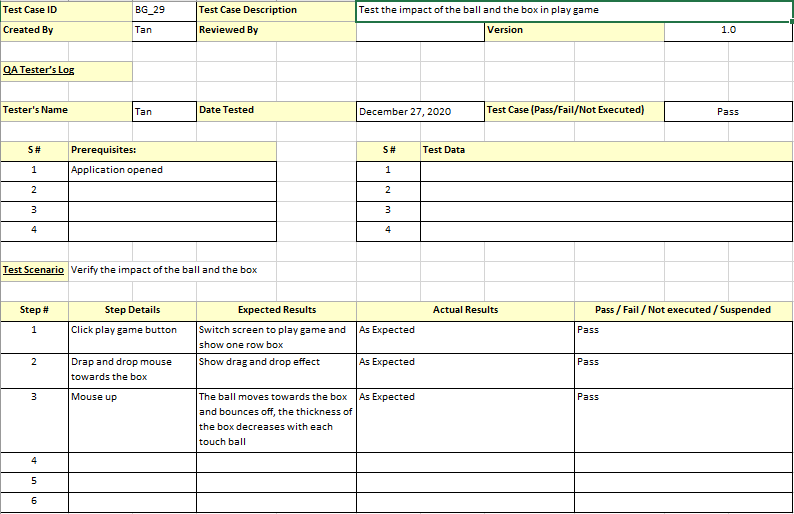 Test Case ID BG_29 Test Case Description Test the impact of the ball and the box in play game
Created By Tan Reviewed By Version 1.0
QA Tester's Log
Tester's Name Tan Date Tested December 27, 2020 Test Case (Pass/Fail/Not Executed) Pass
S # Prerequisites: S # Test Data
1 Application opened 1
2 2
3 3
4 4
Test Scenario Verify the impact of the ball and the box
Step # Step Details Expected Results Actual Results Pass / Fail / Not executed / Suspended
1 Click play game button Switch screen to play game and As Expected Pass
show one row box
2 Drap and drop mouse Show drag and drop effect As Expected Pass
towards the box
3 Mouse up The ball moves towards the box As Expected Pass
and bounces off, the thickness of
the box decreases with each
touch ball
4
5
6